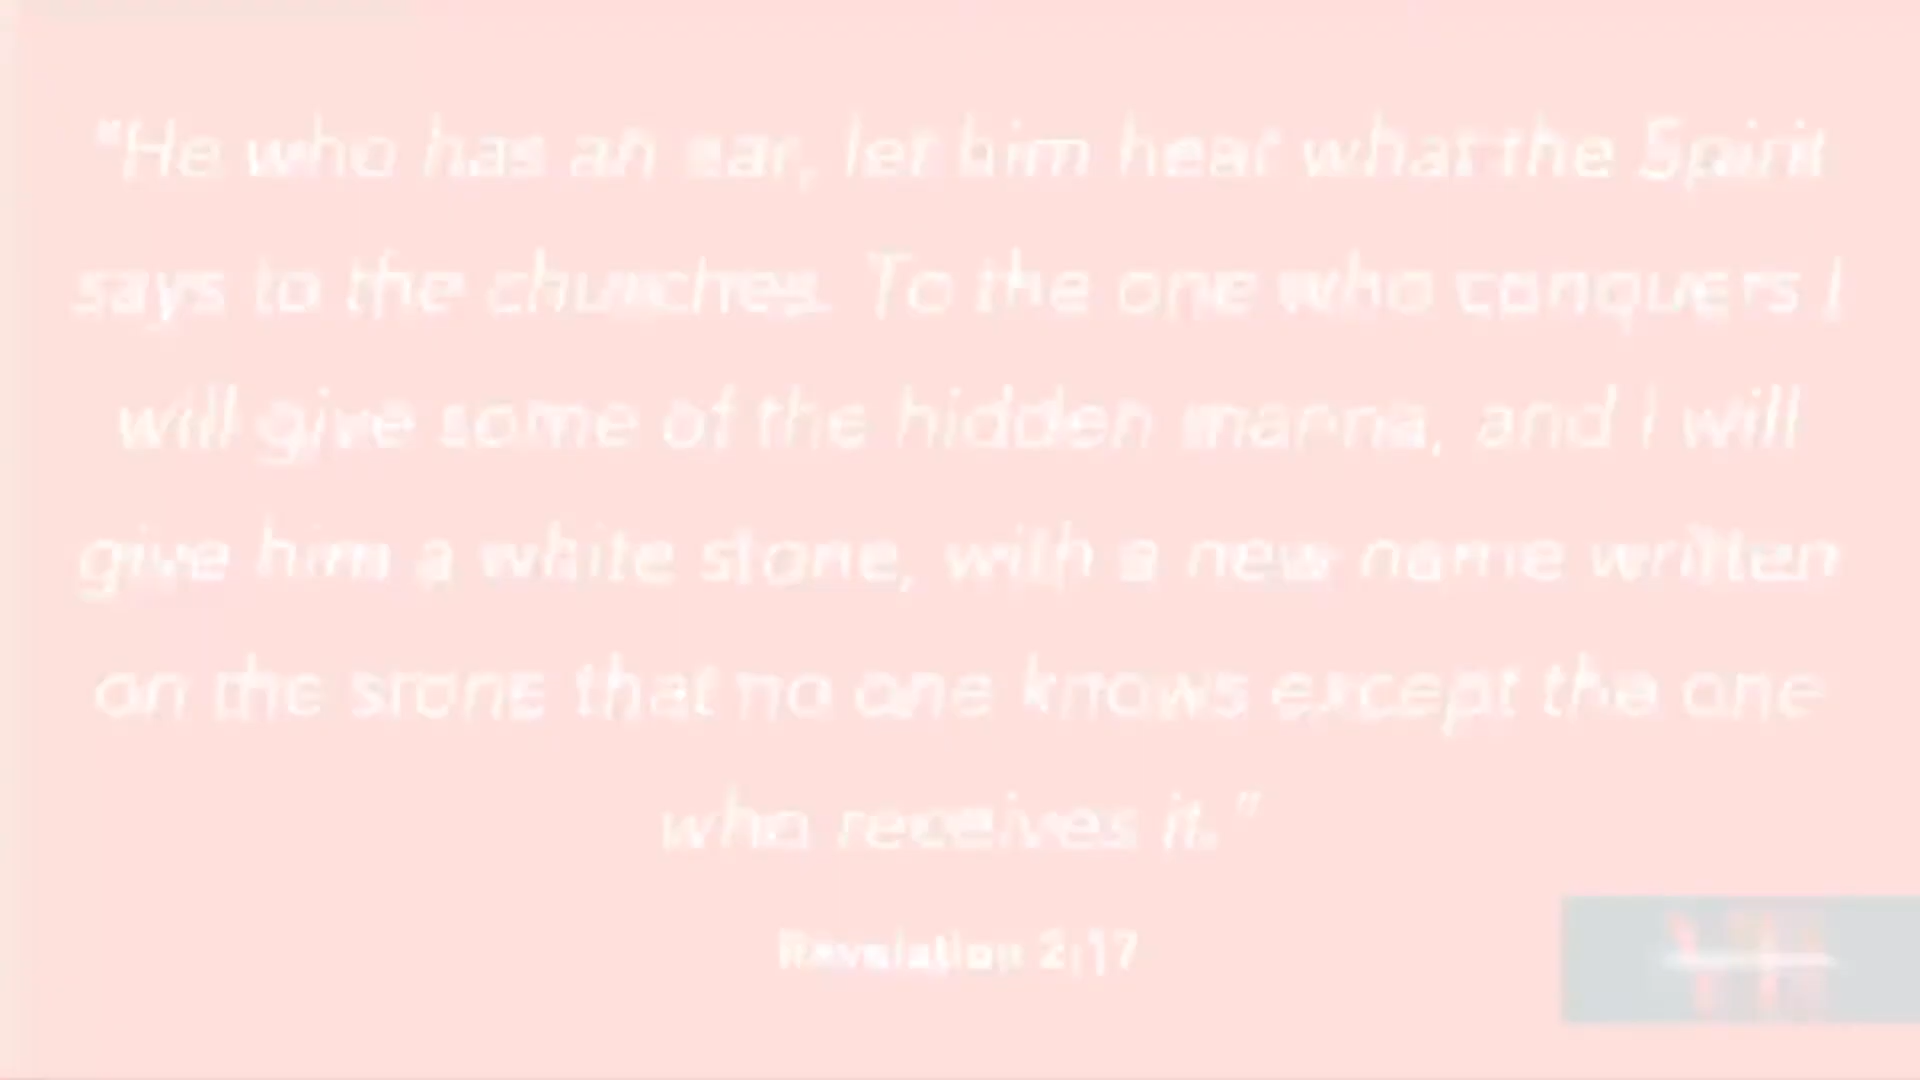 "He who has an ear, let him hear what the Spirit
says to the churches. To the one who conquers I
will give some of the hidden manna, and I will
give him a white stone, with a new name written
on the stone that no one knows except the one
who receives it."
Revelation 2:17